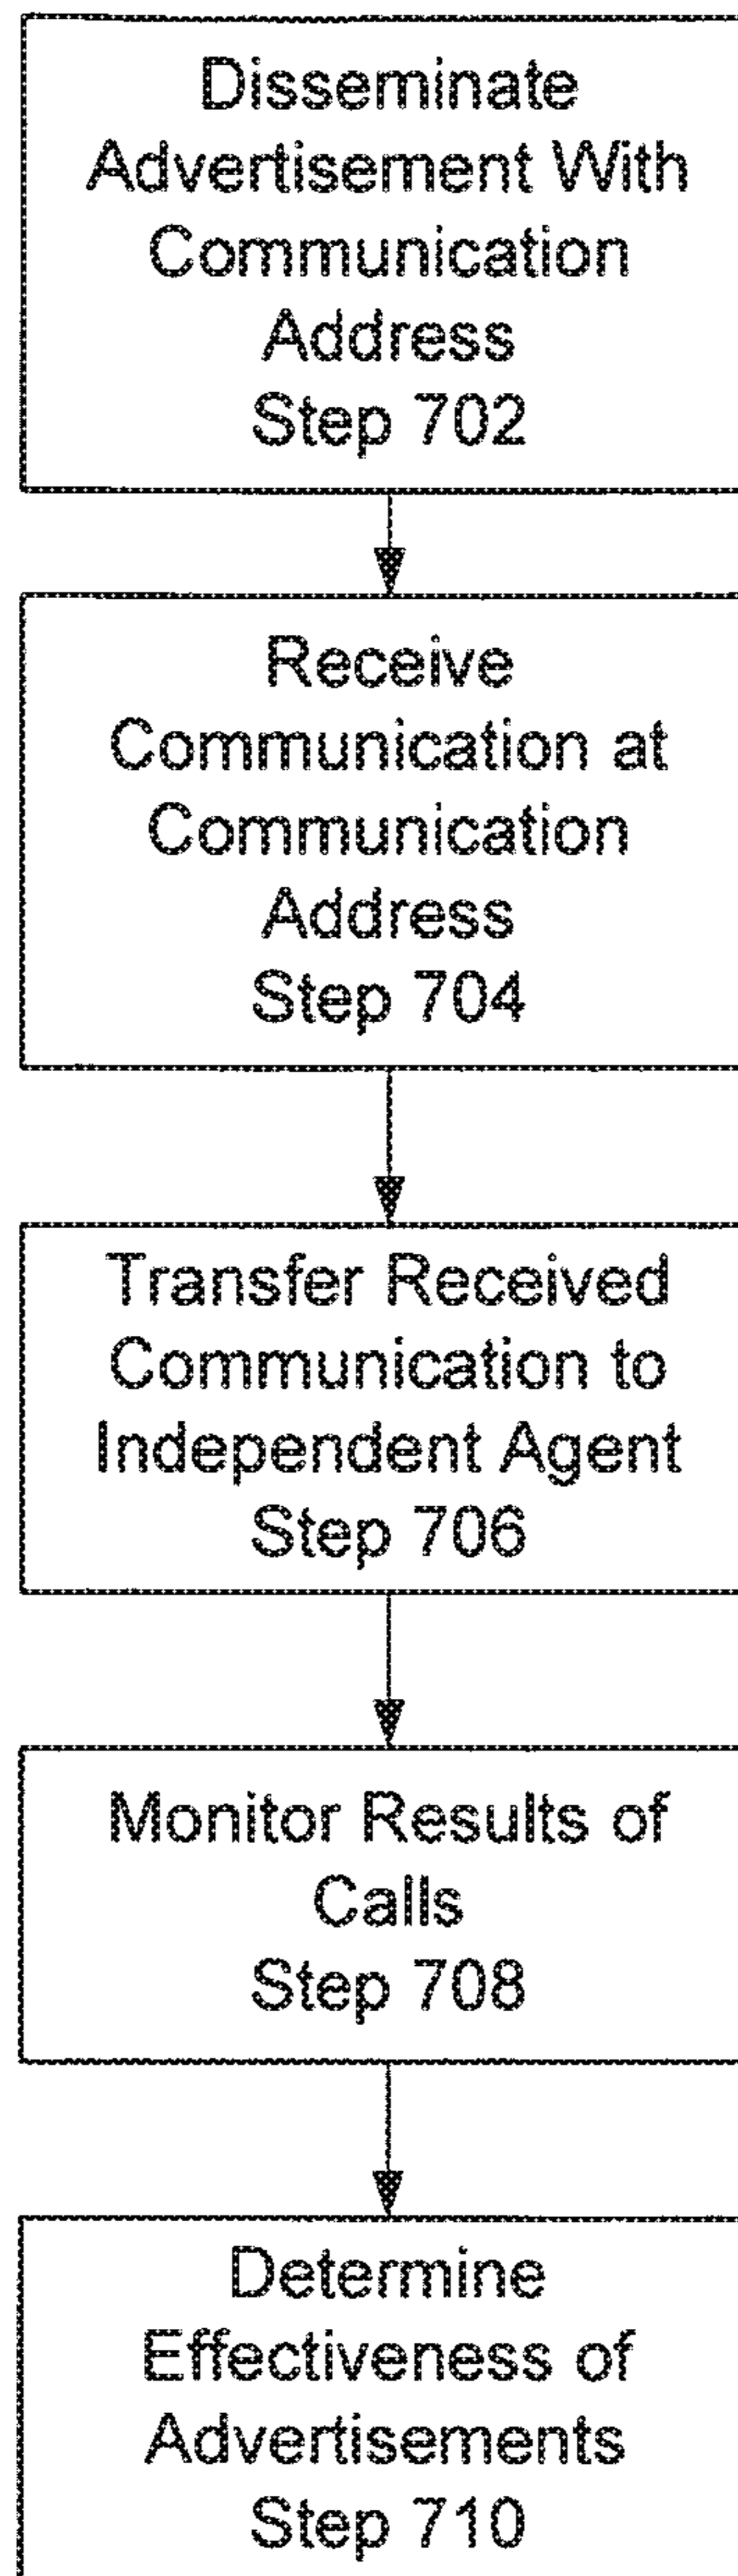 Disseminate
Advertisement With
Communication
Address
Step 702
Receive
Communication at
Communication
Address
Step 704
Transfer Received
Communication to
Independent Agent
Step 706
Monitor Results of
Calls
Step 708
Determine
Effectiveness of
Advertisements
Step 710